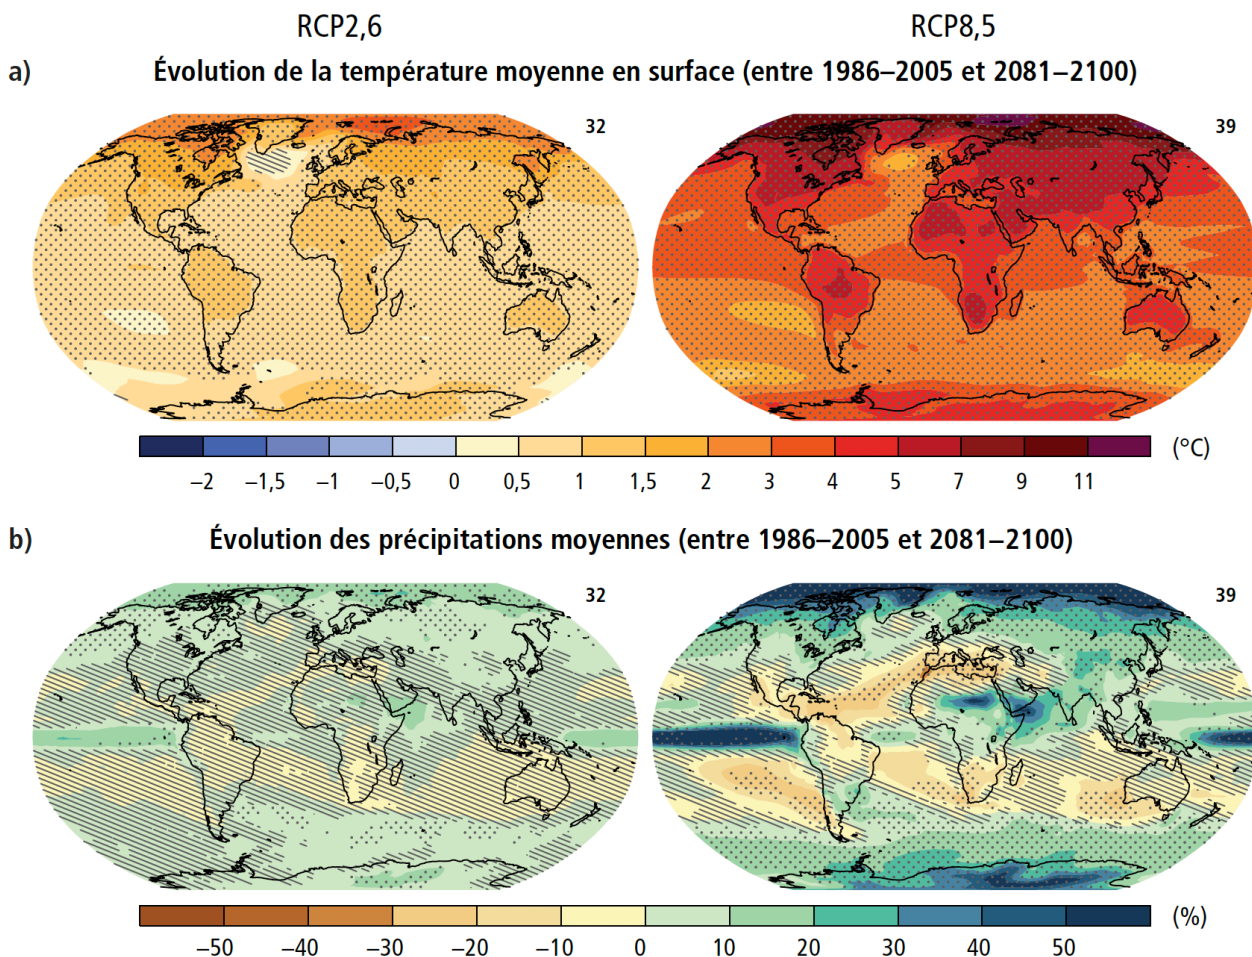 RCP2,6
RCP8,5
a) Évolution de la température moyenne en surface (entre 1986–2005 et 2081–2100)
32
39
(°C)
−2 −1,5 −1 −0,5 0 0,5 1 1,5 2 3 4 5 7 9 11
b) Évolution des précipitations moyennes (entre 1986–2005 et 2081–2100)
32
39
(%)
−50 −40 −30 −20 −10 0 10 20 30 40 50